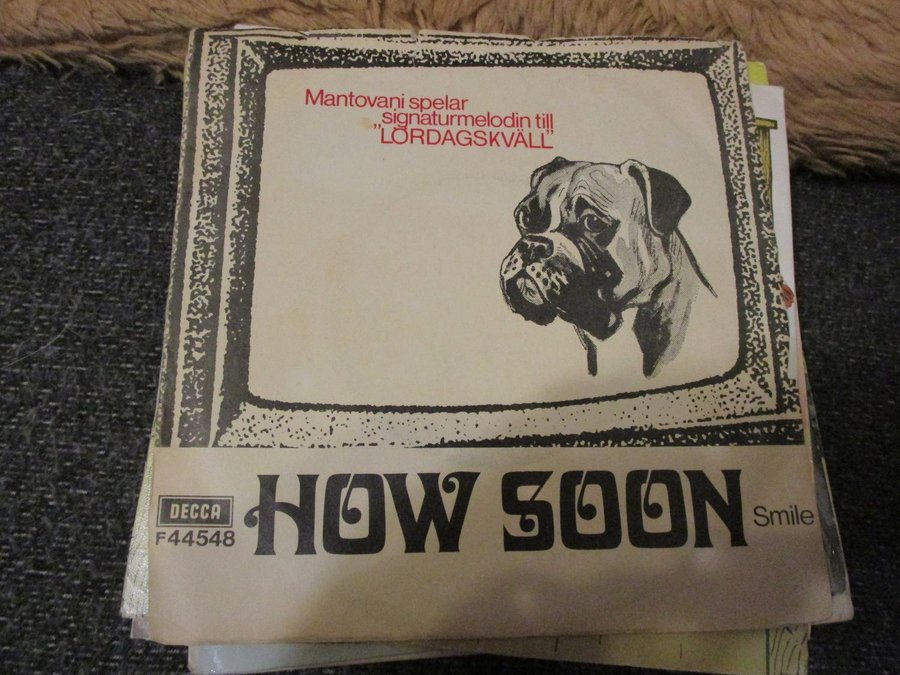 Mantovani spelar
signaturmelodin till
„LÖRDAGSKVÄLL”
DECCA
F44548
HOW SOON
Smile